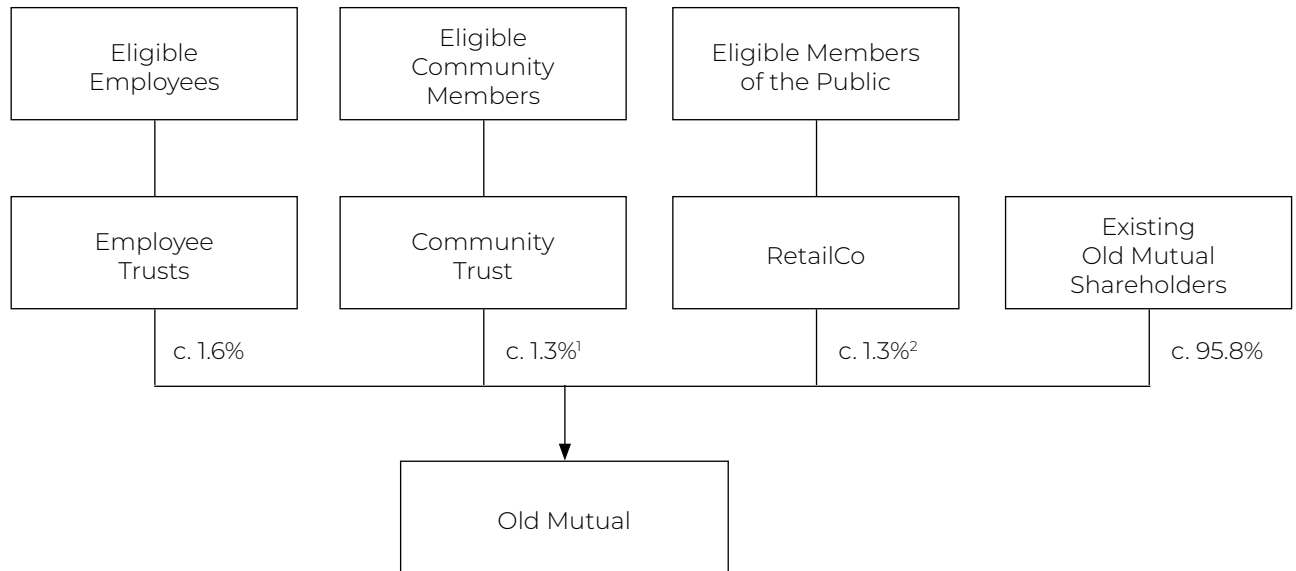 Eligible
Employees
Eligible
Community
Members
Eligible Members
of the Public
Employee
Trusts
Community
Trust
RetailCo
Existing
Old Mutual
Shareholders
c. 1.6%
c. 1.3%¹
c. 1.3%²
c. 95.8%
Old Mutual